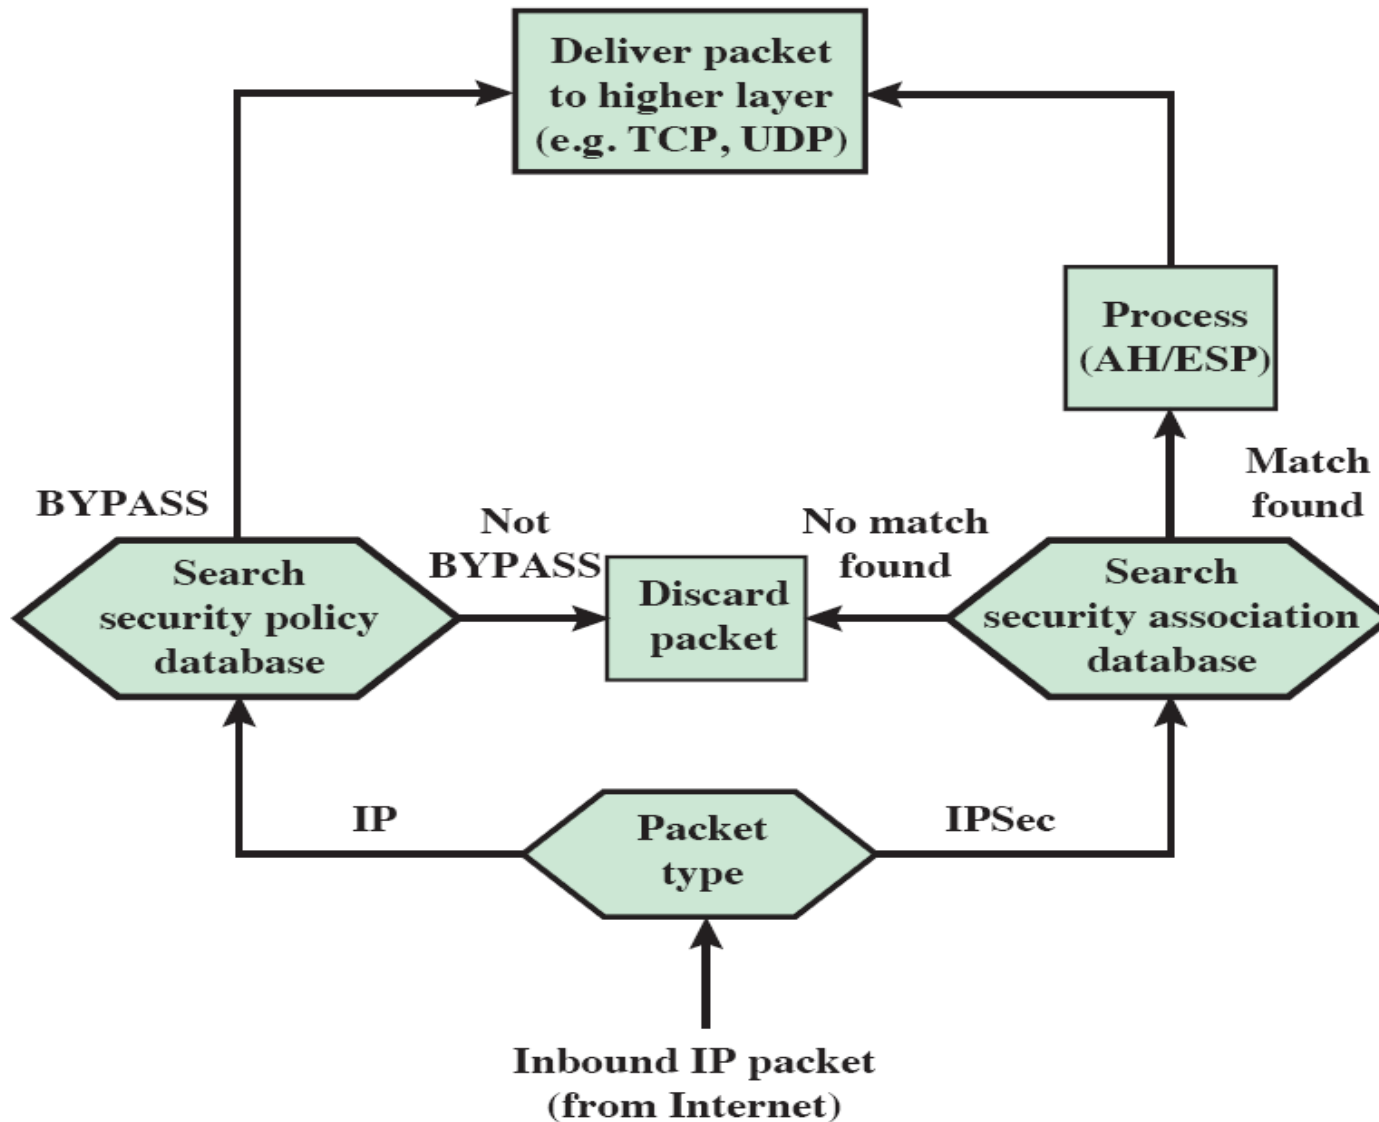 Deliver packet
to higher layer
(e.g. TCP, UDP)
Process
(AH/ESP)
BYPASS
Not
BYPASS
No match
found
Match
found
Search
security policy
database
Discard
packet
Search
security association
database
IP
Packet
type
IPSec
Inbound IP packet
(from Internet)